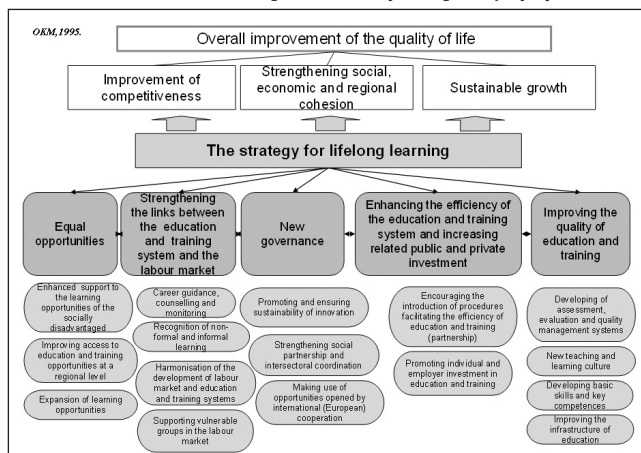 OKM,1995.
Overall improvement of the quality of life
Improvement of
competitiveness
Strengthening social,
economic and regional
cohesion
Sustainable growth
The strategy for lifelong learning
Equal
opportunities
Strengthening
the links between
the education
and training
system and the
labour market
New
governance
Enhancing the efficiency of
the education and training
system and increasing
related public and private
investment
Improving the
quality of
education and
training
Enhanced support to
the learning
opportunities of the
socially
disadvantaged
Improving access to
education and training
opportunities at a
regional level
Expansion of learning
opportunities
Career guidance,
counselling and
monitoring
Recognition of non-
formal and informal
learning
Harmonisation of the
development of labour
market and education
and training systems
Supporting vulnerable
groups in the labour
market
Promoting and ensuring
sustainability of innovation
Strengthening social
partnership and
intersectoral coordination
Making use of
opportunities opened by
international (European)
cooperation
Encouraging the
introduction of procedures
facilitating the efficiency of
education and training
(partnership)
Promoting individual and
employer investment in
education and training
Developing of
assessment,
evaluation and quality
management systems
New teaching and
learning culture
Developing basic
skills and key
competences
Improving the
infrastructure of
education